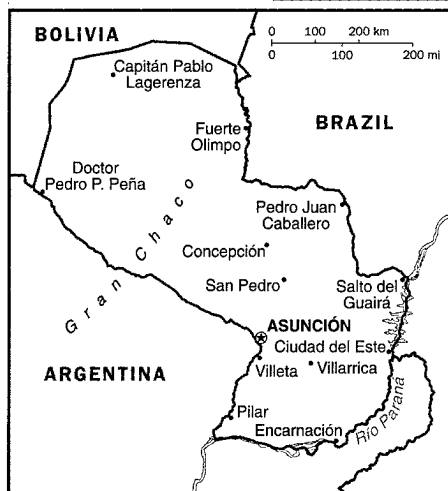 0 100 200 km
0 100 200 mi
BOLIVIA
Capitán Pablo
Lagerenza
BRAZIL
Fuerte
Olimpo
Doctor
Pedro P. Peña
Gran Chaco
Pedro Juan
Caballero
Concepción
San Pedro
Salto del
Guairá
ASUNCIÓN
Ciudad del Este
ARGENTINA
Villeta
Villarrica
Pilar
Encarnación
Río Paraná